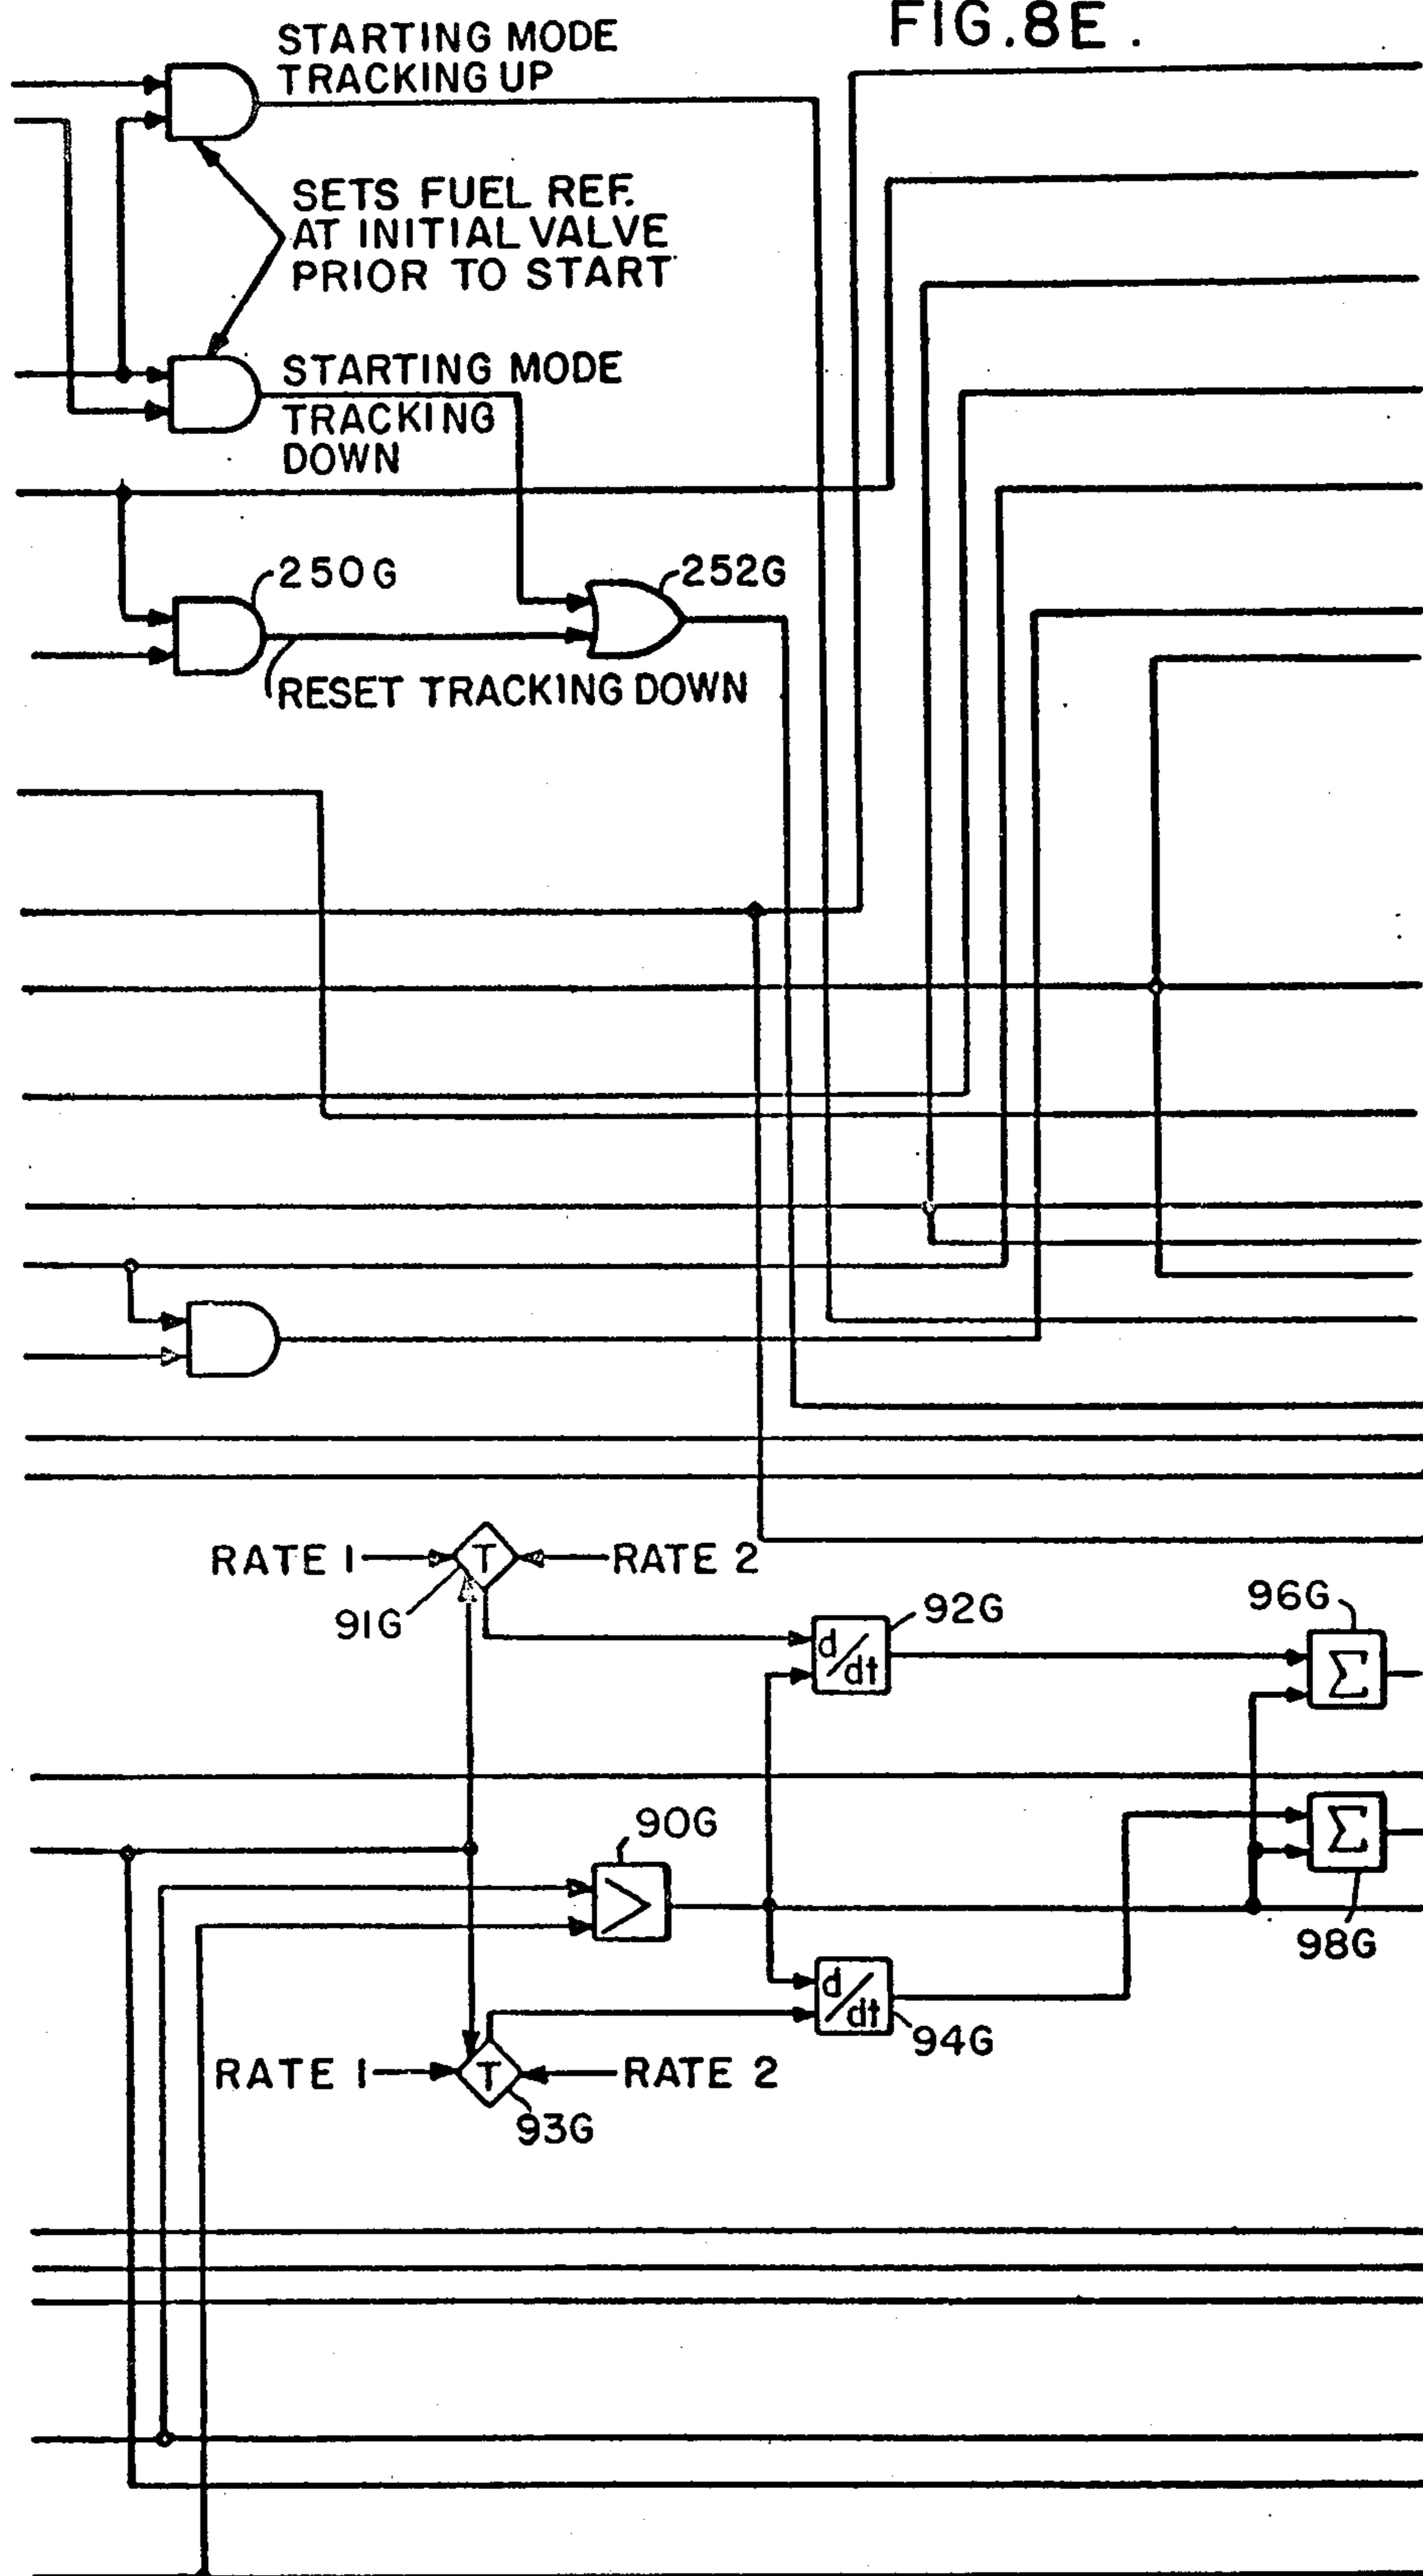 FIG.8E.
STARTING MODE
TRACKING UP
SETS FUEL REF.
AT INITIAL VALVE
PRIOR TO START
STARTING MODE
TRACKING
DOWN
250G
252G
RESET TRACKING DOWN
RATE 1
T
RATE 2
91G
92G
d/dt
96G
Σ
90G
>
Σ
98G
d/dt
94G
RATE 1
T
RATE 2
93G